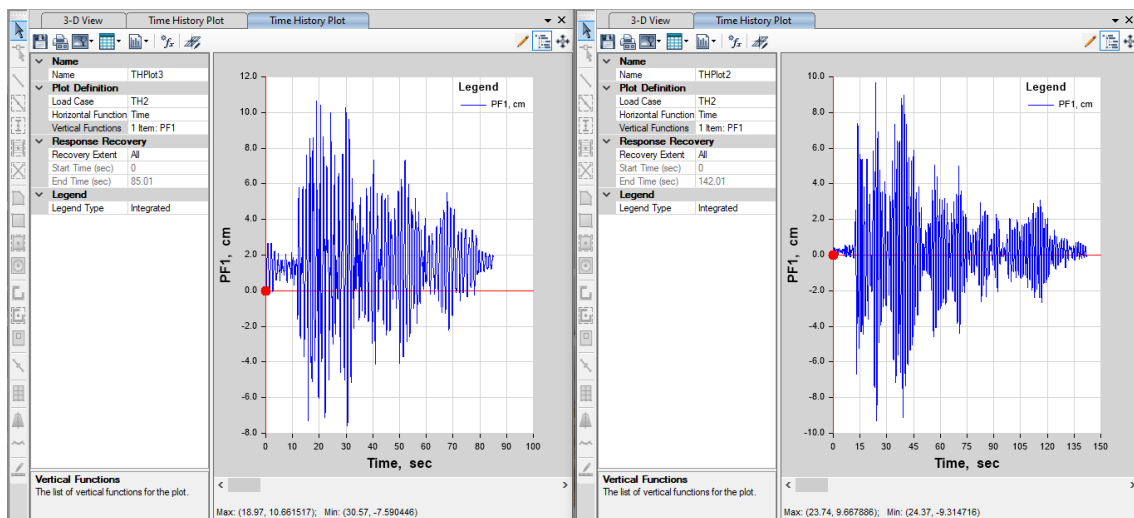 3-D View
Time History Plot
Time History Plot
Name
Name THPlot3
Plot Definition
Load Case TH2
Horizontal Function Time
Vertical Functions 1 Item: PF1
Response Recovery
Recovery Extent All
Start Time (sec) 0
End Time (sec) 85.01
Legend
Legend Type Integrated
Vertical Functions
The list of vertical functions for the plot.
Legend
PF1, cm
12.0
10.0
8.0
6.0
4.0
2.0
0.0
-2.0
-4.0
-6.0
-8.0
PF1, cm
0 10 20 30 40 50 60 70 80 90 100
Time, sec
Max: (18.97, 10.661517); Min: (30.57, -7.590446)
3-D View
Time History Plot
Name
Name THPlot2
Plot Definition
Load Case TH2
Horizontal Function Time
Vertical Functions 1 Item: PF1
Response Recovery
Recovery Extent All
Start Time (sec) 0
End Time (sec) 142.01
Legend
Legend Type Integrated
Vertical Functions
The list of vertical functions for the plot.
Legend
PF1, cm
10.0
8.0
6.0
4.0
2.0
0.0
-2.0
-4.0
-6.0
-8.0
-10.0
PF1, cm
0 15 30 45 60 75 90 105 120 135 150
Time, sec
Max: (23.74, 9.667886); Min: (24.37, -9.314716)